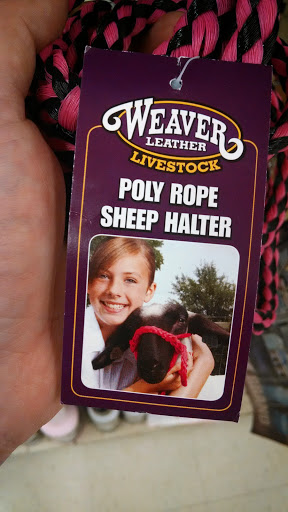 WEAVER
LEATHER
LIVESTOCK
POLY ROPE
SHEEP HALTER